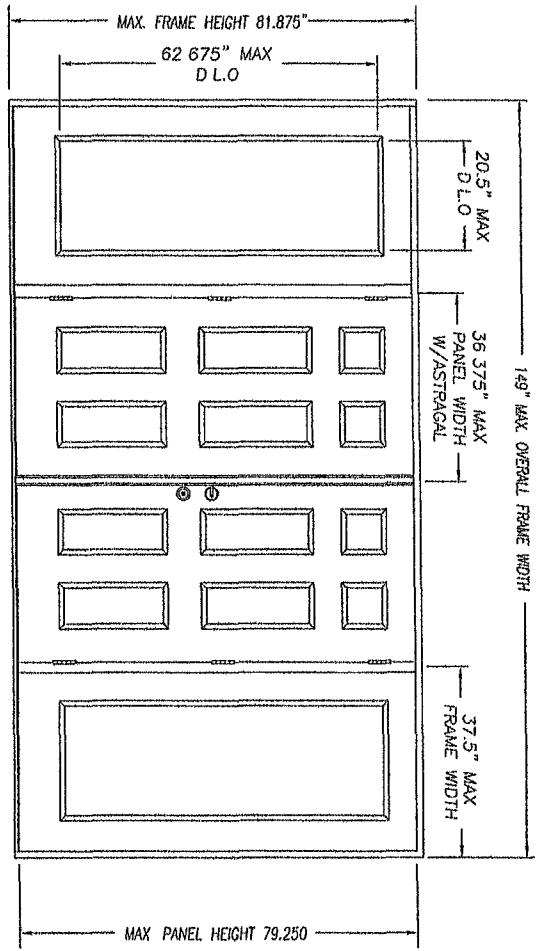 MAX. FRAME HEIGHT 81.875"
62 675" MAX
D L.O
20.5" MAX
D L.O
36 375" MAX
PANEL WIDTH
W/ASTRAGAL
149" MAX. OVERALL FRAME WIDTH
37.5" MAX
FRAME WIDTH
MAX PANEL HEIGHT 79.250